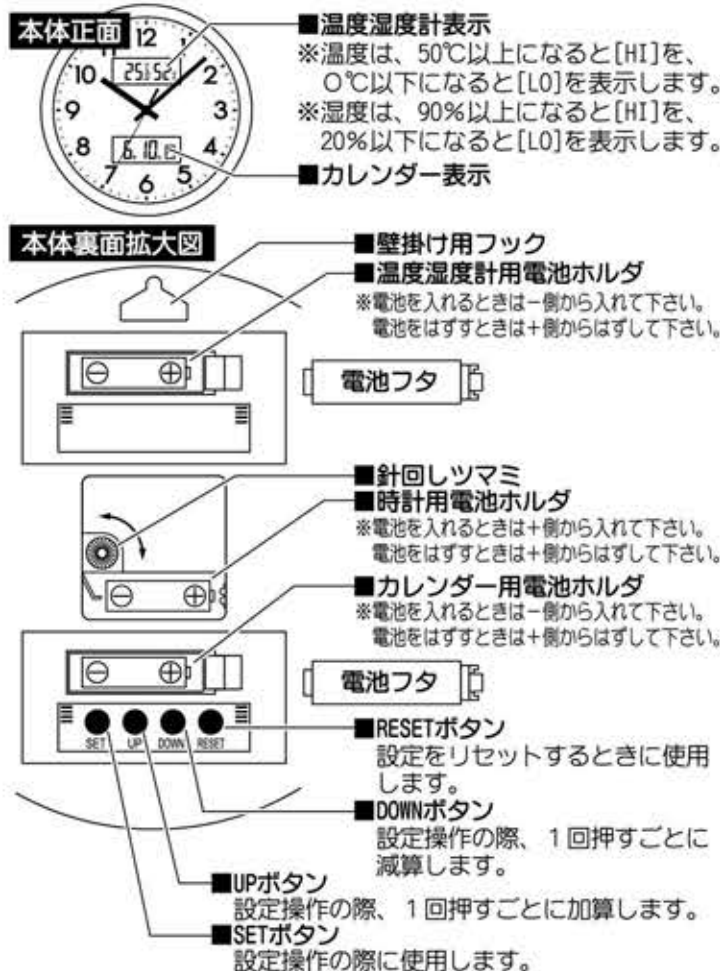 本体正面
■温度湿度計表示
※温度は、50℃以上になると[HI]を、
0℃以下になると[LO]を表示します。
※湿度は、90%以上になると[HI]を、
20%以下になると[LO]を表示します。
■カレンダー表示
12
10
2
9
3
8
4
7
6
5
25
52
6 10
本体裏面拡大図
■壁掛け用フック
■温度湿度計用電池ホルダ
※電池を入れるときは−側から入れて下さい。
電池をはずすときは+側からはずして下さい。
⊖ ⊕
電池フタ
■針回しツマミ
■時計用電池ホルダ
※電池を入れるときは+側から入れて下さい。
電池をはずすときは+側からはずして下さい。
⊖ ⊕
■カレンダー用電池ホルダ
※電池を入れるときは−側から入れて下さい。
電池をはずすときは+側からはずして下さい。
⊖ ⊕
電池フタ
SET UP DOWN RESET
■RESETボタン
設定をリセットするときに使用
します。
■DOWNボタン
設定操作の際、1回押すごとに
減算します。
■UPボタン
設定操作の際、1回押すごとに加算します。
■SETボタン
設定操作の際に使用します。